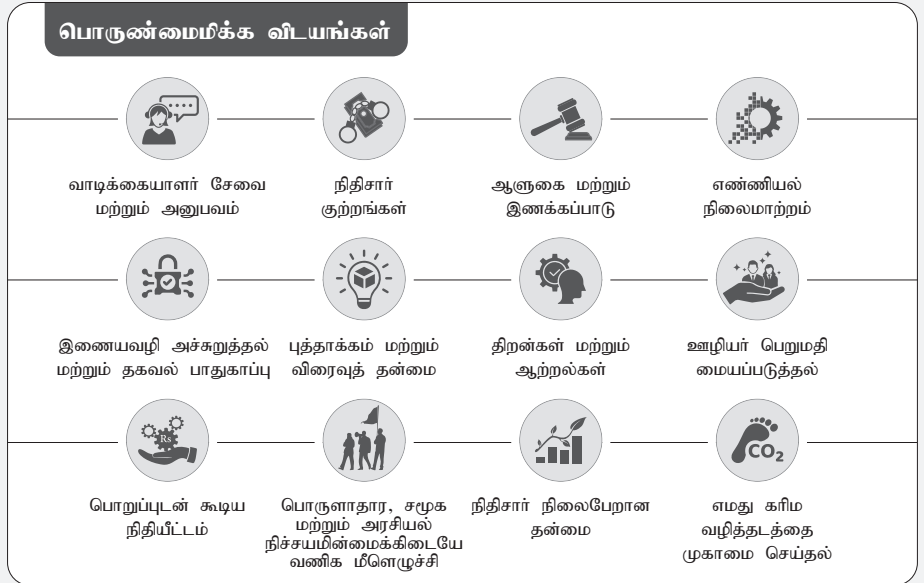 பொருண்மைமிக்க விடயங்கள்
வாடிக்கையாளர் சேவை
மற்றும் அனுபவம்
நிதிசார்
குற்றங்கள்
ஆளுகை மற்றும்
இணக்கப்பாடு
எண்ணியல்
நிலைமாற்றம்
இணையவழி அச்சுறுத்தல்
மற்றும் தகவல் பாதுகாப்பு
புத்தாக்கம் மற்றும்
விரைவுத் தன்மை
திறன்கள் மற்றும்
ஆற்றல்கள்
ஊழியர் பெறுமதி
மையப்படுத்தல்
Rs
பொறுப்புடன் கூடிய
நிதியீட்டம்
பொருளாதார, சமூக
மற்றும் அரசியல்
நிச்சயமின்மைக்கிடையே
வணிக மீளெழுச்சி
நிதிசார் நிலைபேறான
தன்மை
CO₂
எமது கரிம
வழித்தடத்தை
முகாமை செய்தல்